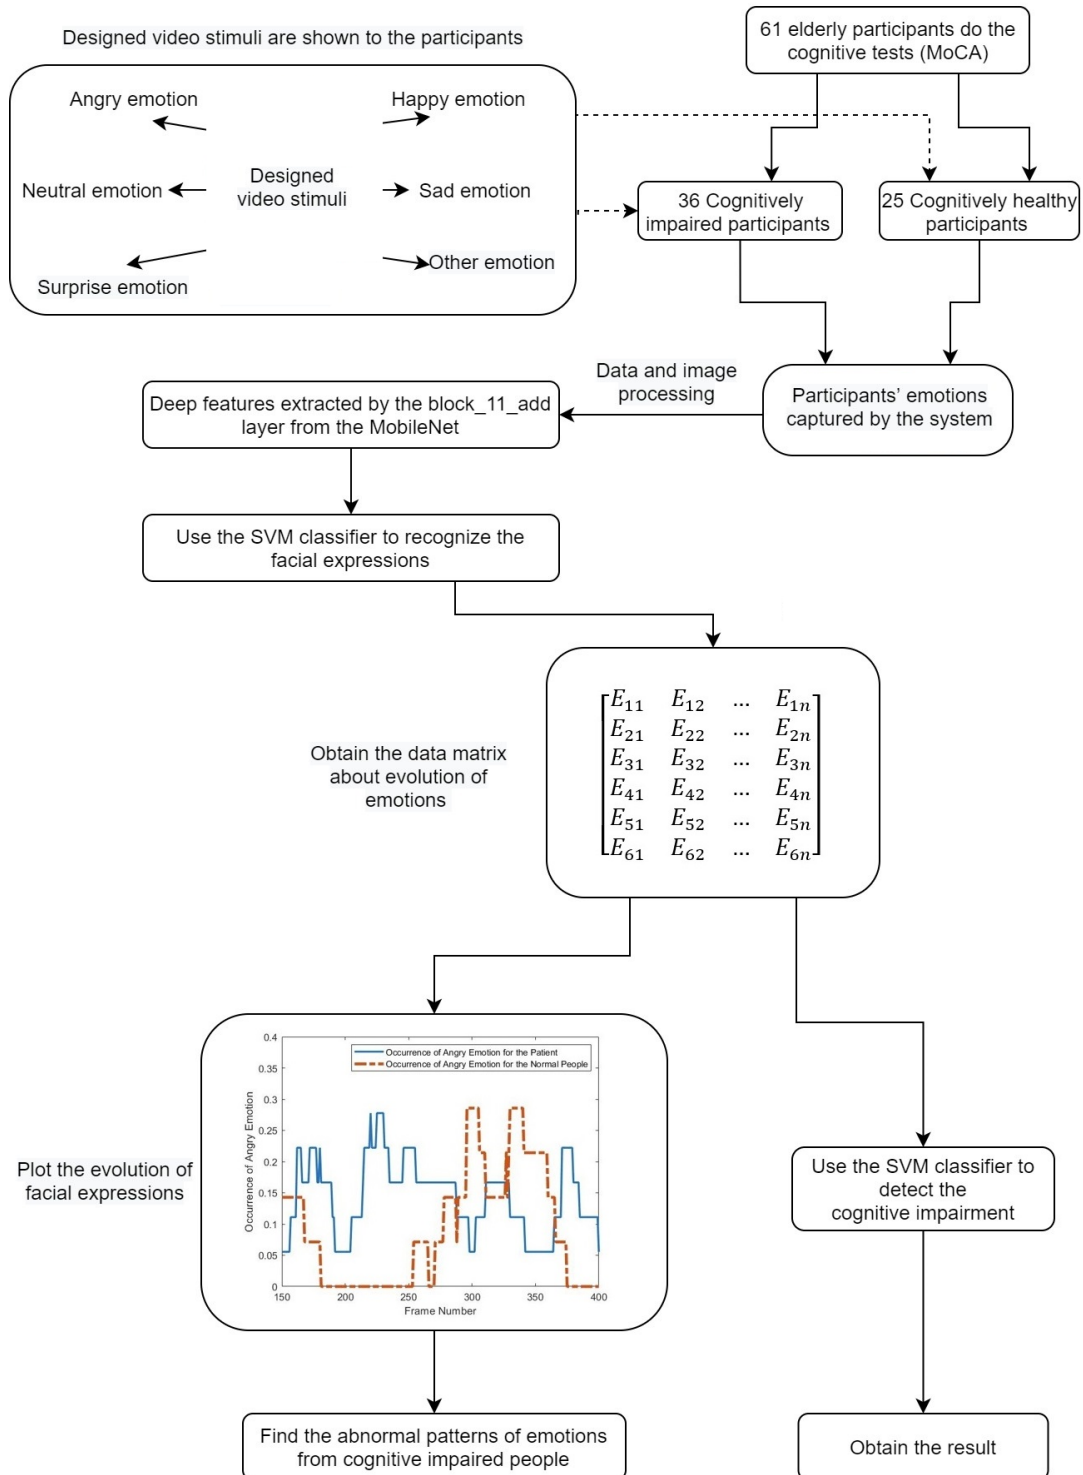 Designed video stimuli are shown to the participants
61 elderly participants do the
cognitive tests (MoCA)
Angry emotion
Happy emotion
Neutral emotion
Designed
video stimuli
Sad emotion
Surprise emotion
Other emotion
36 Cognitively
impaired participants
25 Cognitively healthy
participants
Data and image
processing
Participants' emotions
captured by the system
Deep features extracted by the block_11_add
layer from the MobileNet
Use the SVM classifier to recognize the
facial expressions
Obtain the data matrix
about evolution of
emotions
E11 E12 ... E1n
E21 E22 ... E2n
E31 E32 ... E3n
E41 E42 ... E4n
E51 E52 ... E5n
E61 E62 ... E6n
Plot the evolution of
facial expressions
Occurrence of Angry Emotion for the Patient
Occurrence of Angry Emotion for the Normal People
Occurrence of Angry Emotion
0.4
0.35
0.3
0.25
0.2
0.15
0.1
0.05
0
150 200 250 300 350 400
Frame Number
Use the SVM classifier to
detect the
cognitive impairment
Find the abnormal patterns of emotions
from cognitive impaired people
Obtain the result